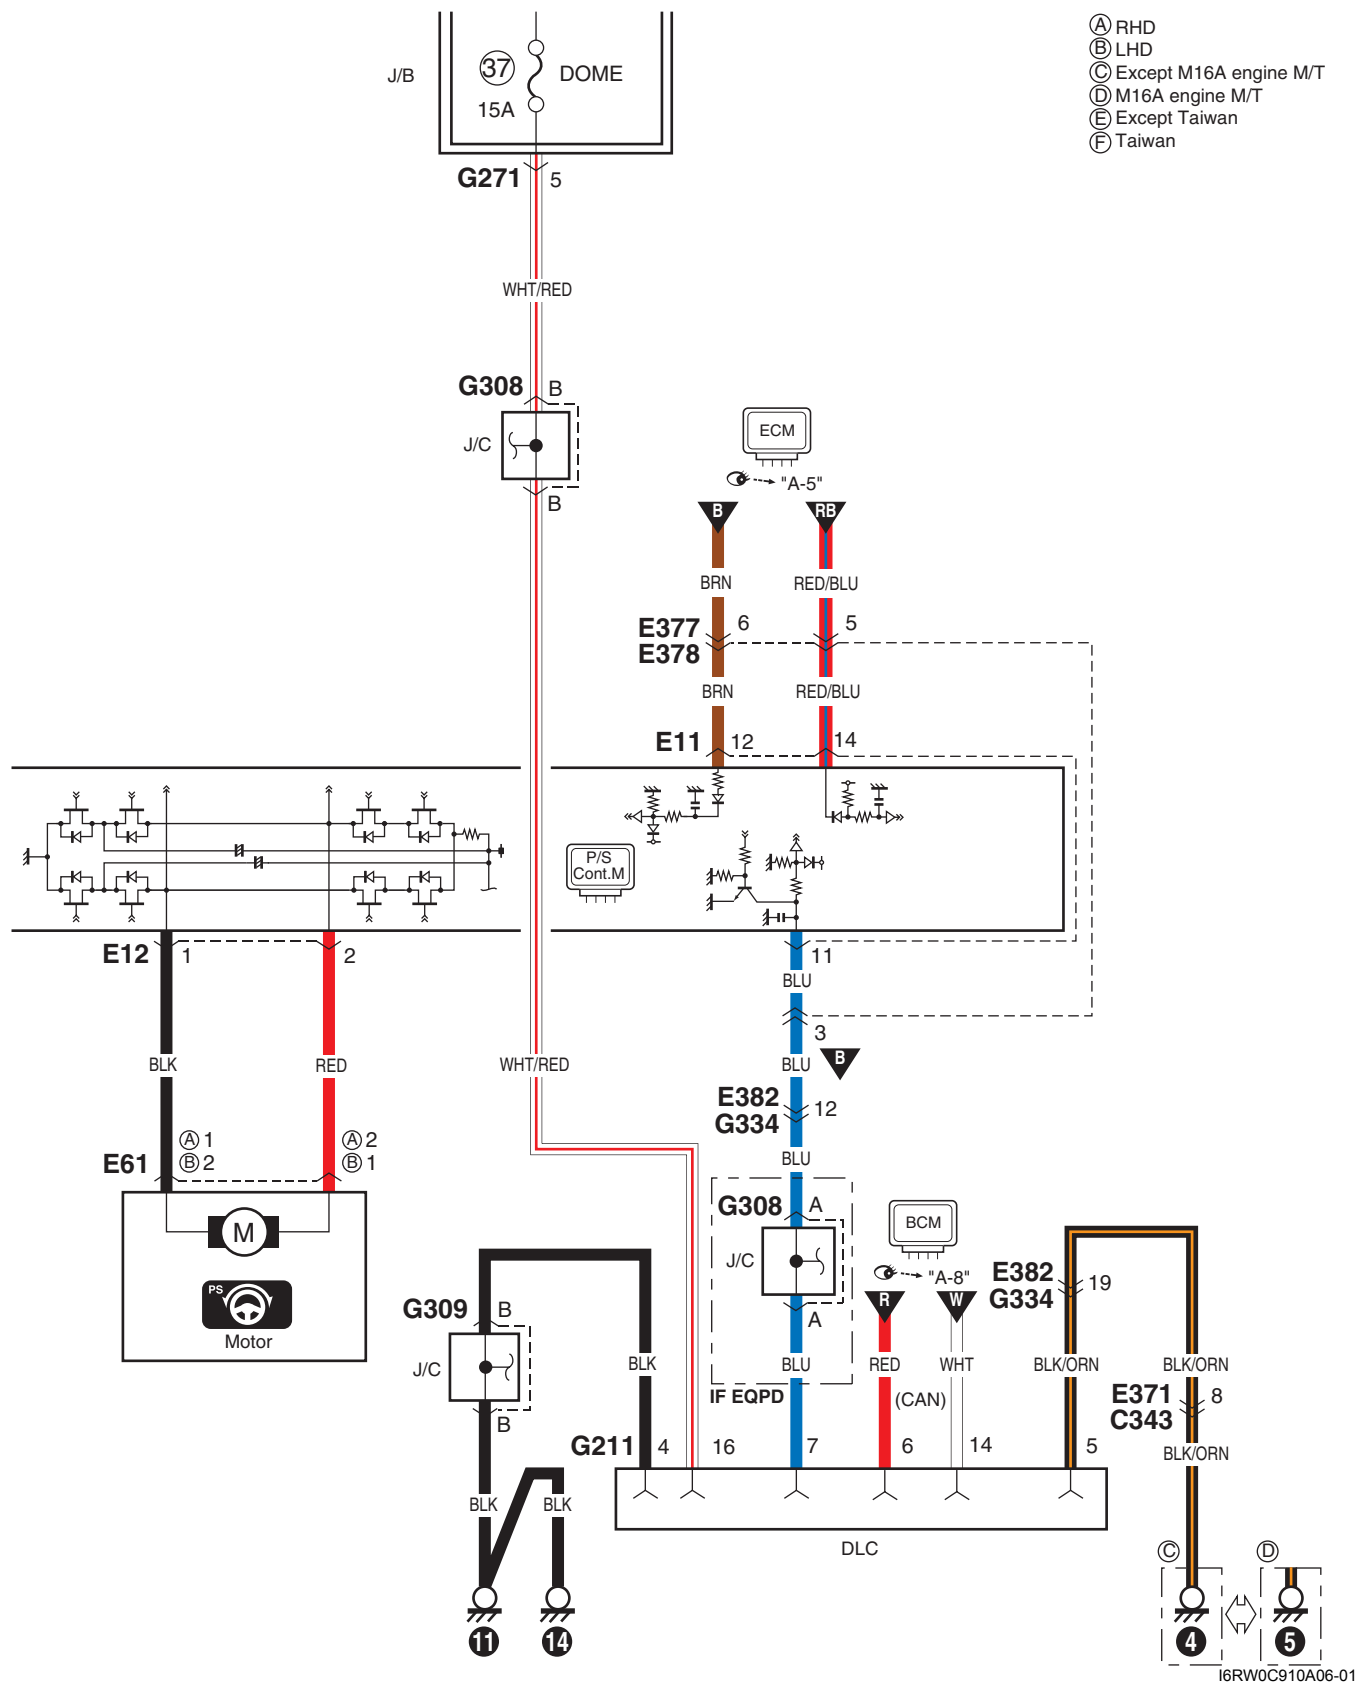 A RHD
B LHD
C Except M16A engine M/T
D M16A engine M/T
E Except Taiwan
F Taiwan
J/B
37
DOME
15A
G271
5
WHT/RED
G308
B
J/C
B
ECM
"A-5"
B
RB
BRN
RED/BLU
E377
6
5
E378
BRN
RED/BLU
E11
12
14
P/S
Cont.M
E12
1
2
11
BLU
3
BLK
RED
WHT/RED
BLU
B
E382
12
G334
A 1
A 2
B 2
B 1
E61
BLU
M
PS
Motor
G308
A
J/C
A
BLU
IF EQPD
BCM
"A-8"
R
W
RED
WHT
(CAN)
E382
19
G334
BLK/ORN
BLK/ORN
E371
8
C343
BLK/ORN
G309
B
J/C
B
BLK
G211
4
16
7
6
14
5
DLC
BLK
BLK
11
14
C
D
4
5
I6RW0C910A06-01